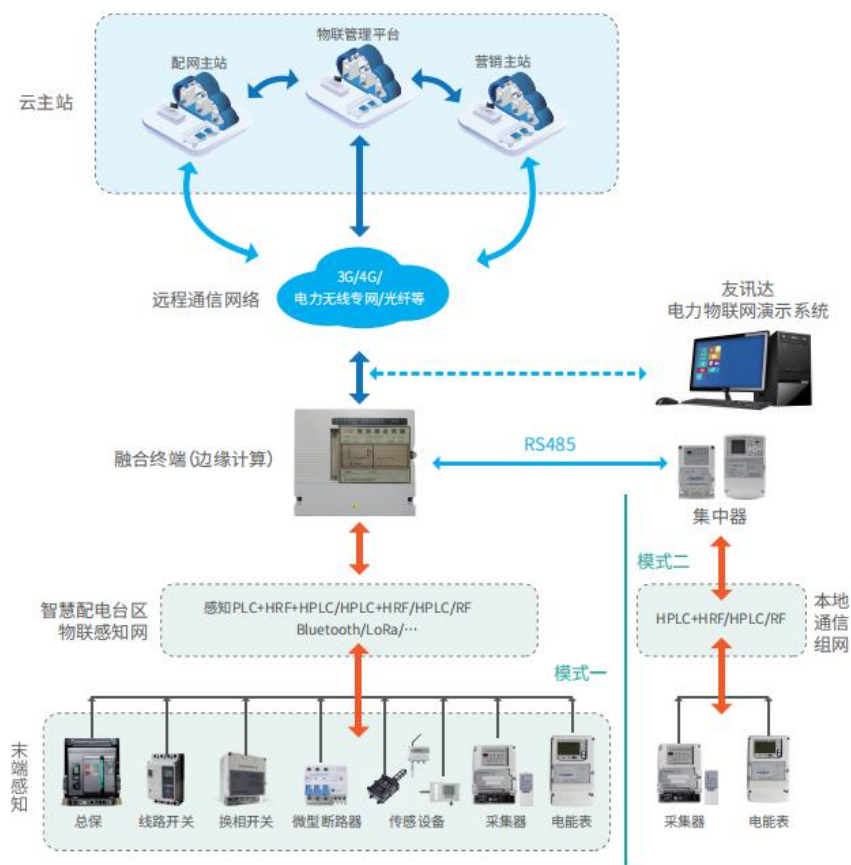 物联管理平台
配网主站
营销主站
云主站
3G/4G/
电力无线专网/光纤等
远程通信网络
友讯达
电力物联网演示系统
融合终端(边缘计算)
RS485
集中器
模式二
智慧配电台区
物联感知网
感知PLC+HRF+HPLC/HPLC+HRF/HPLC/RF
Bluetooth/LoRa/…
HPLC+HRF/HPLC/RF
本地
通信
组网
模式一
末端感知
总保
线路开关
换相开关
微型断路器
传感设备
采集器
电能表
采集器
电能表